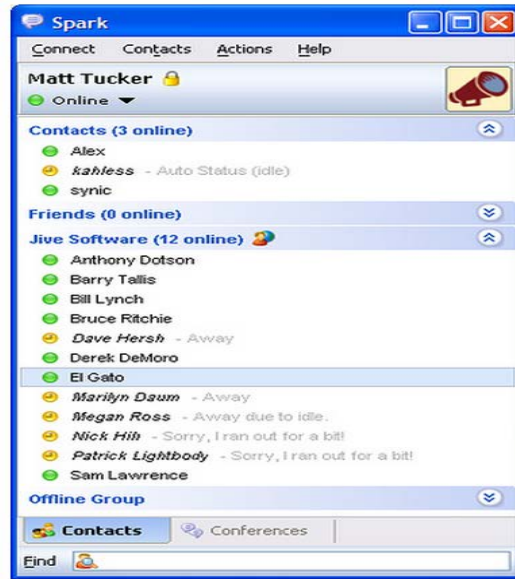 Spark
Connect Contacts Actions Help
Matt Tucker
Online
Contacts (3 online)
Alex
kahless - Auto Status (idle)
synic
Friends (0 online)
Jive Software (12 online)
Anthony Dotson
Barry Tallis
Bill Lynch
Bruce Ritchie
Dave Hersh - Away
Derek DeMoro
El Gato
Marilyn Daum - Away
Megan Ross - Away due to idle.
Nick Hill - Sorry, I ran out for a bit!
Patrick Lightbody - Sorry, I ran out for a bit!
Sam Lawrence
Offline Group
Contacts Conferences
Find